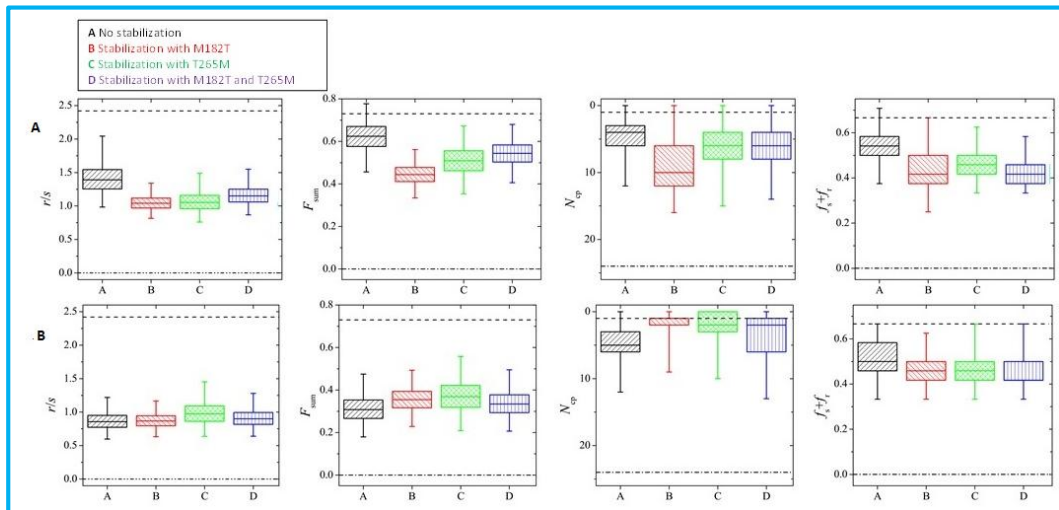 A No stabilization
B Stabilization with M182T
C Stabilization with T265M
D Stabilization with M182T and T265M
A
2.5
2.0
1.5
1.0
0.5
0.0
r/s
A B C D
0.8
0.6
0.4
0.2
0.0
F_sum
A B C D
0
10
20
N_cp
A B C D
0.6
0.4
0.2
0.0
f_s+f_r
A B C D
B
2.5
2.0
1.5
1.0
0.5
0.0
r/s
A B C D
0.8
0.6
0.4
0.2
0.0
F_sum
A B C D
0
10
20
N_cp
A B C D
0.6
0.4
0.2
0.0
f_s+f_r
A B C D